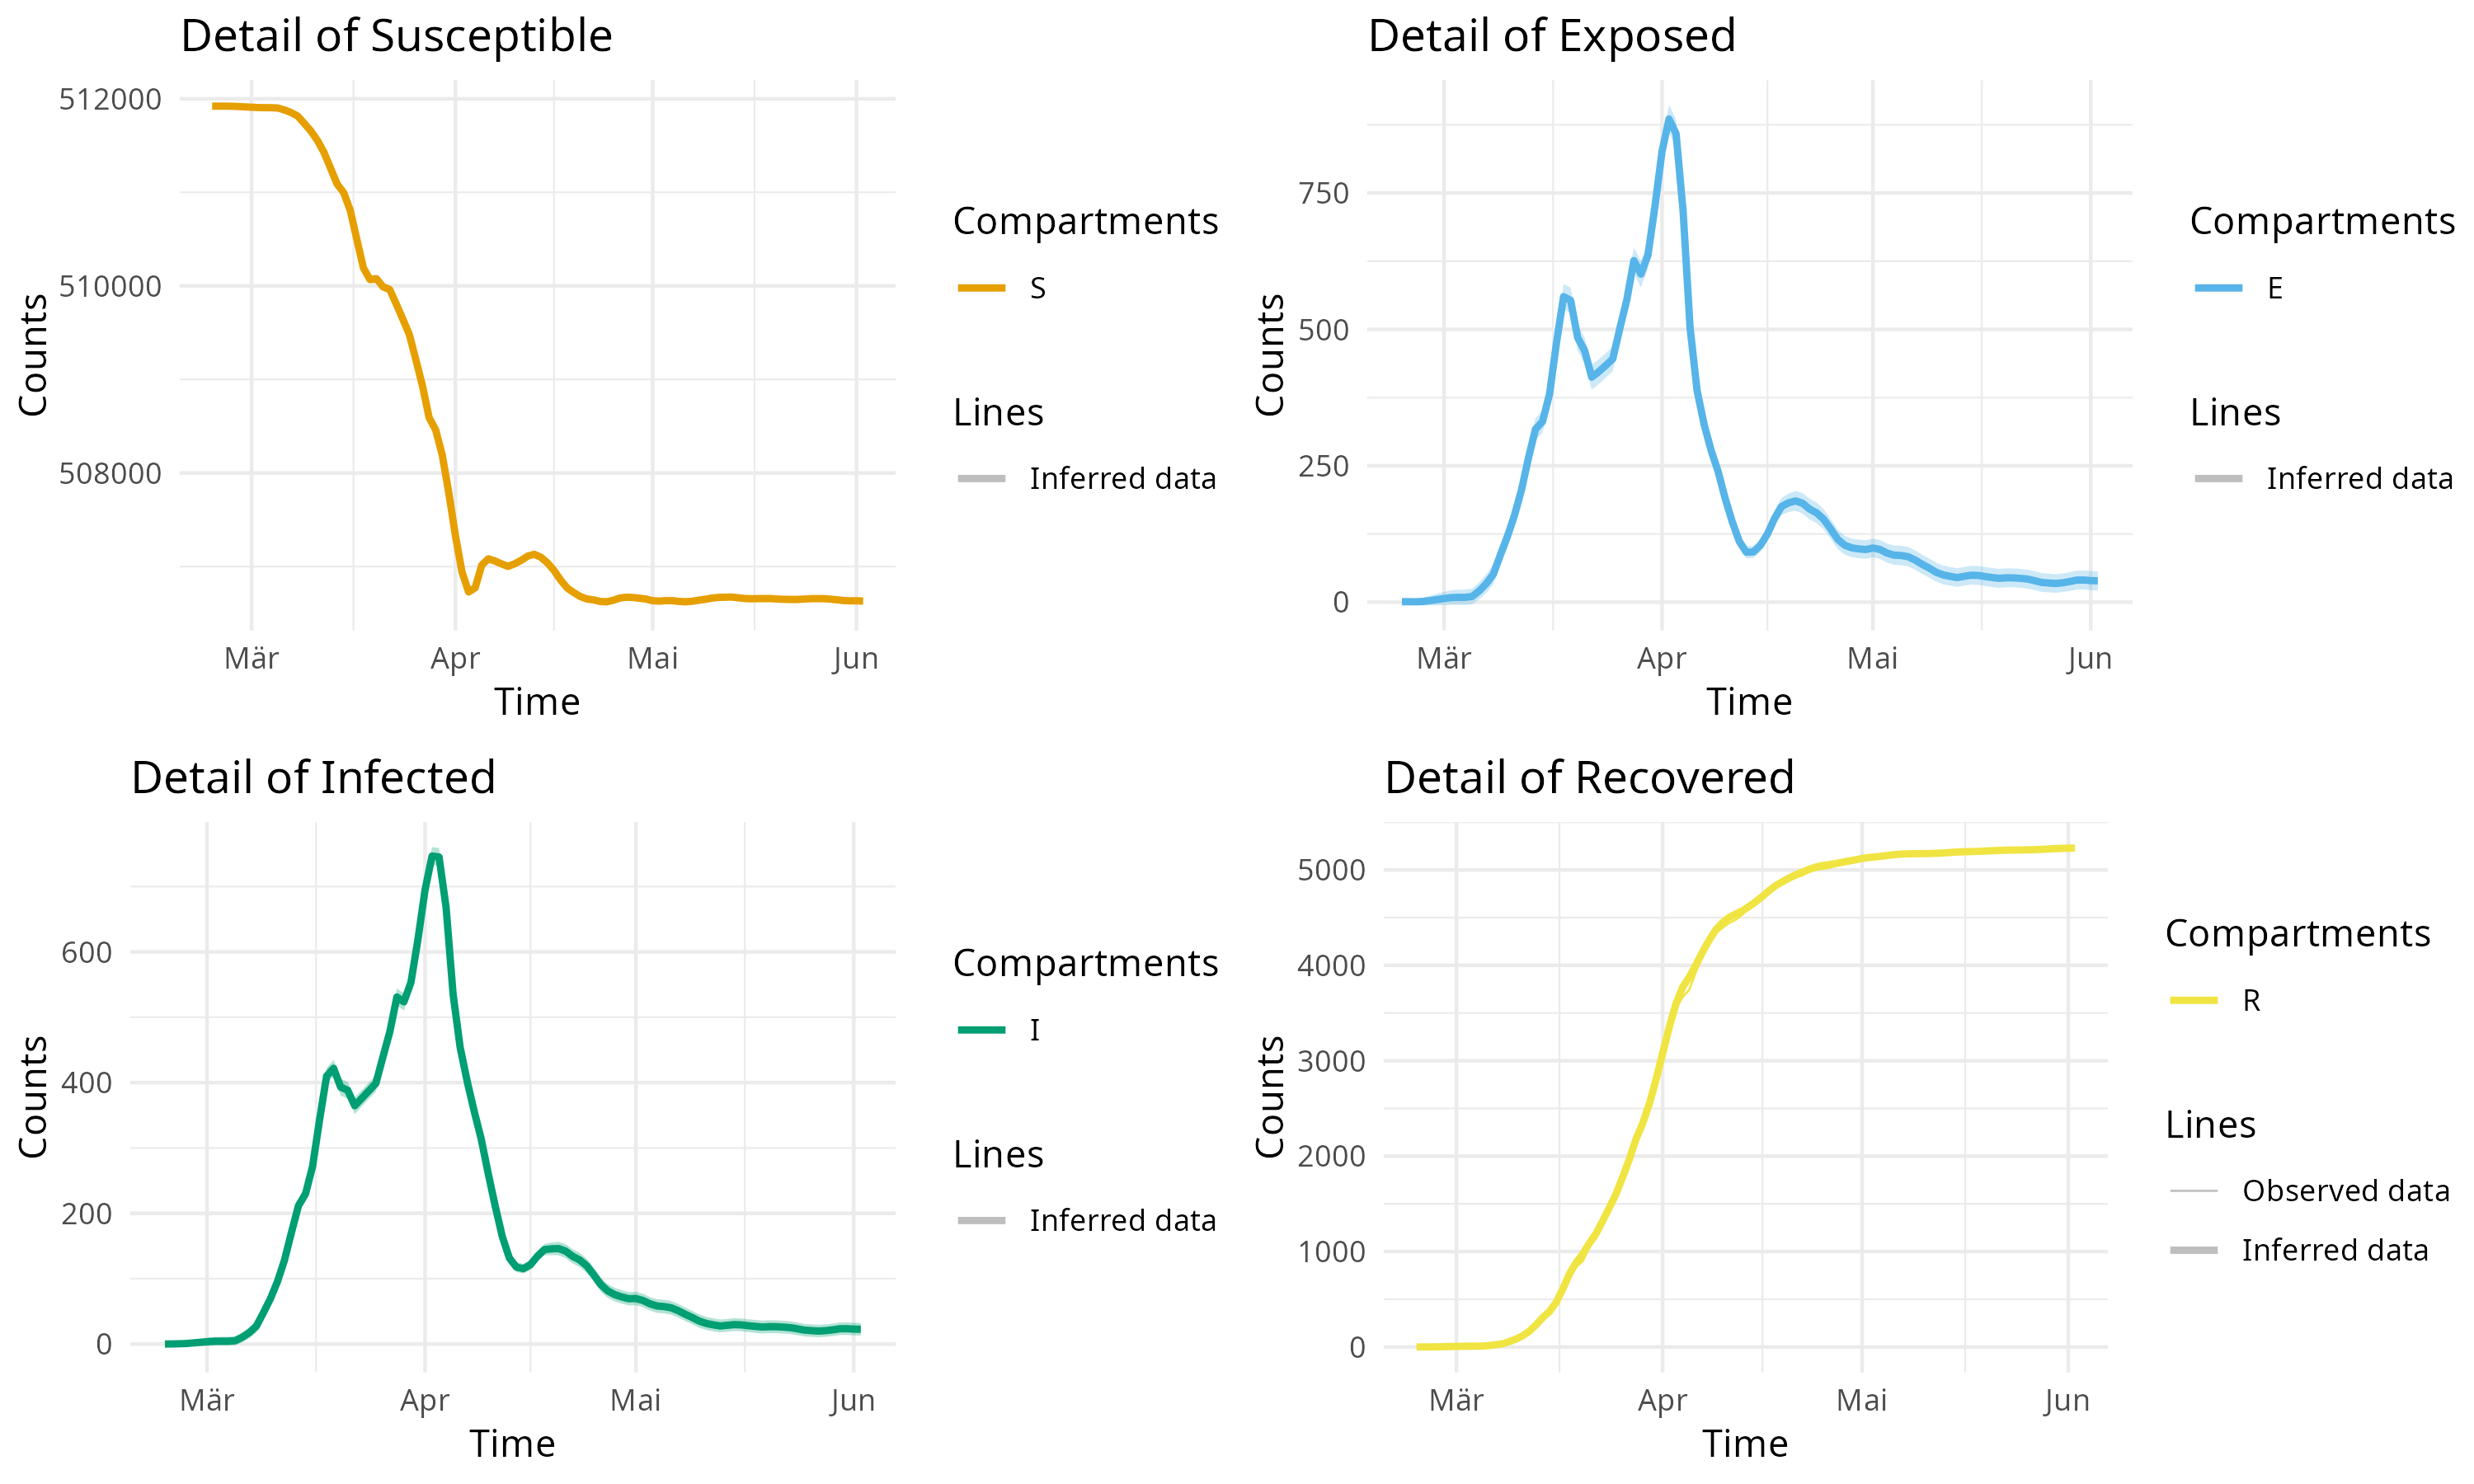 Detail of Susceptible
512000
510000
508000
Counts
Mär
Apr
Mai
Jun
Time
Compartments
S
Lines
Inferred data
Detail of Exposed
750
500
250
0
Counts
Mär
Apr
Mai
Jun
Time
Compartments
E
Lines
Inferred data
Detail of Infected
600
400
200
0
Counts
Mär
Apr
Mai
Jun
Time
Compartments
I
Lines
Inferred data
Detail of Recovered
5000
4000
3000
2000
1000
0
Counts
Mär
Apr
Mai
Jun
Time
Compartments
R
Lines
Observed data
Inferred data